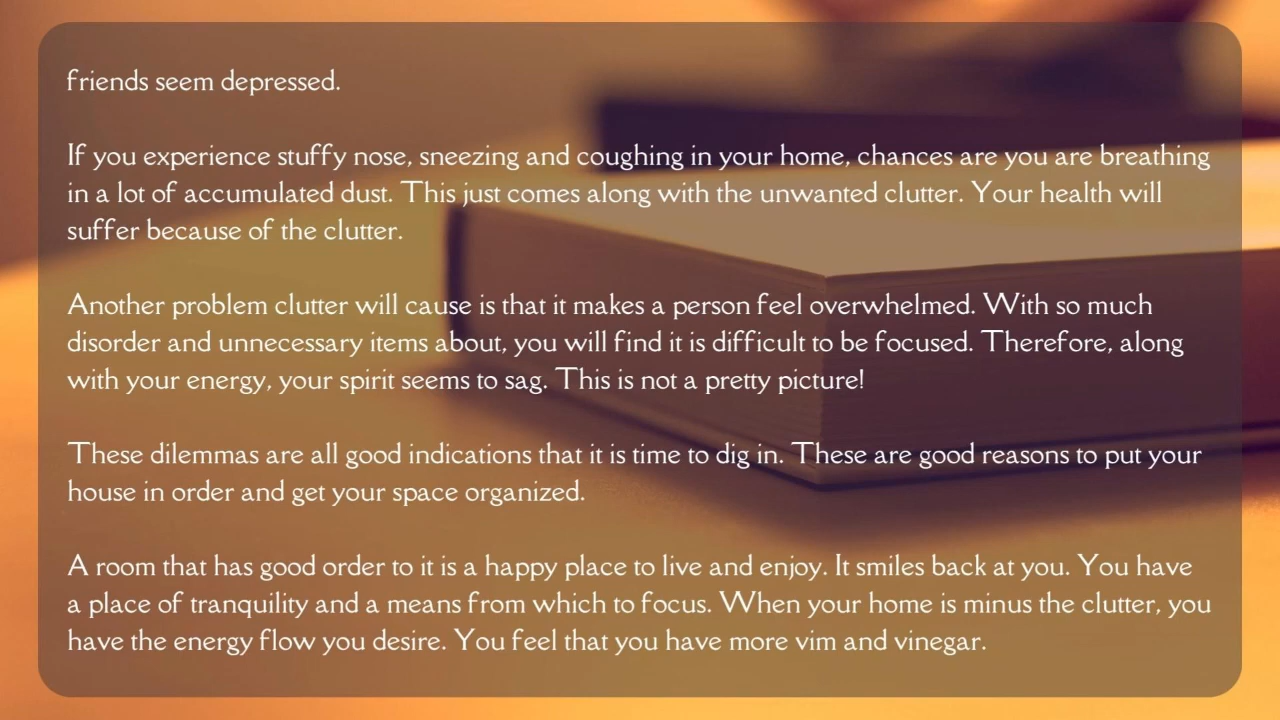 friends seem depressed.
If you experience stuffy nose, sneezing and coughing in your home, chances are you are breathing
in a lot of accumulated dust. This just comes along with the unwanted clutter. Your health will
suffer because of the clutter.
Another problem clutter will cause is that it makes a person feel overwhelmed. With so much
disorder and unnecessary items about, you will find it is difficult to be focused. Therefore, along
with your energy, your spirit seems to sag. This is not a pretty picture!
These dilemmas are all good indications that it is time to dig in. These are good reasons to put your
house in order and get your space organized.
A room that has good order to it is a happy place to live and enjoy. It smiles back at you. You have
a place of tranquility and a means from which to focus. When your home is minus the clutter, you
have the energy flow you desire. You feel that you have more vim and vinegar.